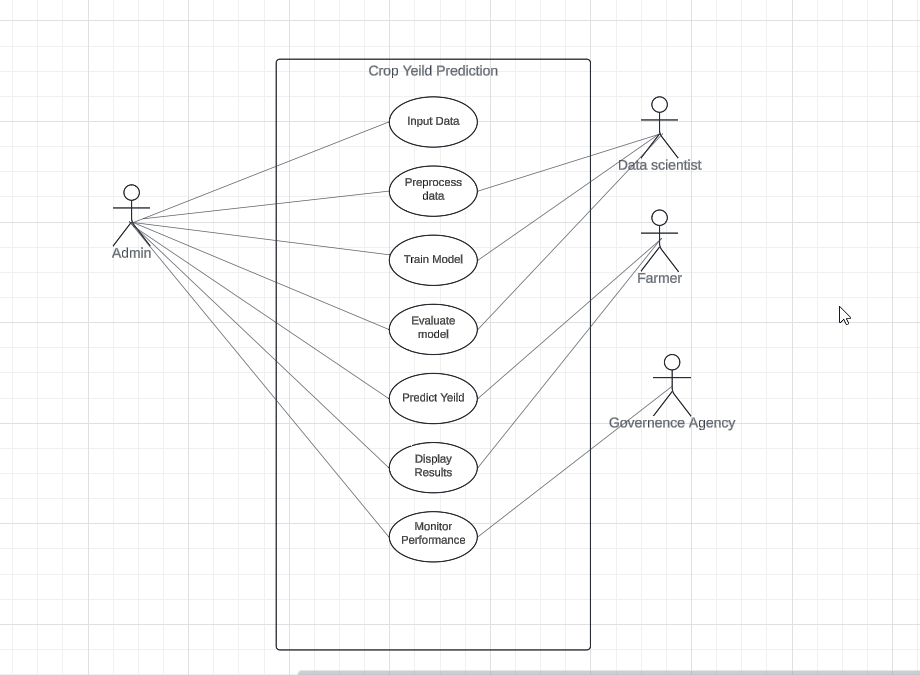 Crop Yeild Prediction
Input Data
Preprocess
data
Train Model
Evaluate
model
Predict Yeild
Display
Results
Monitor
Performance
Admin
Data scientist
Farmer
Governence Agency